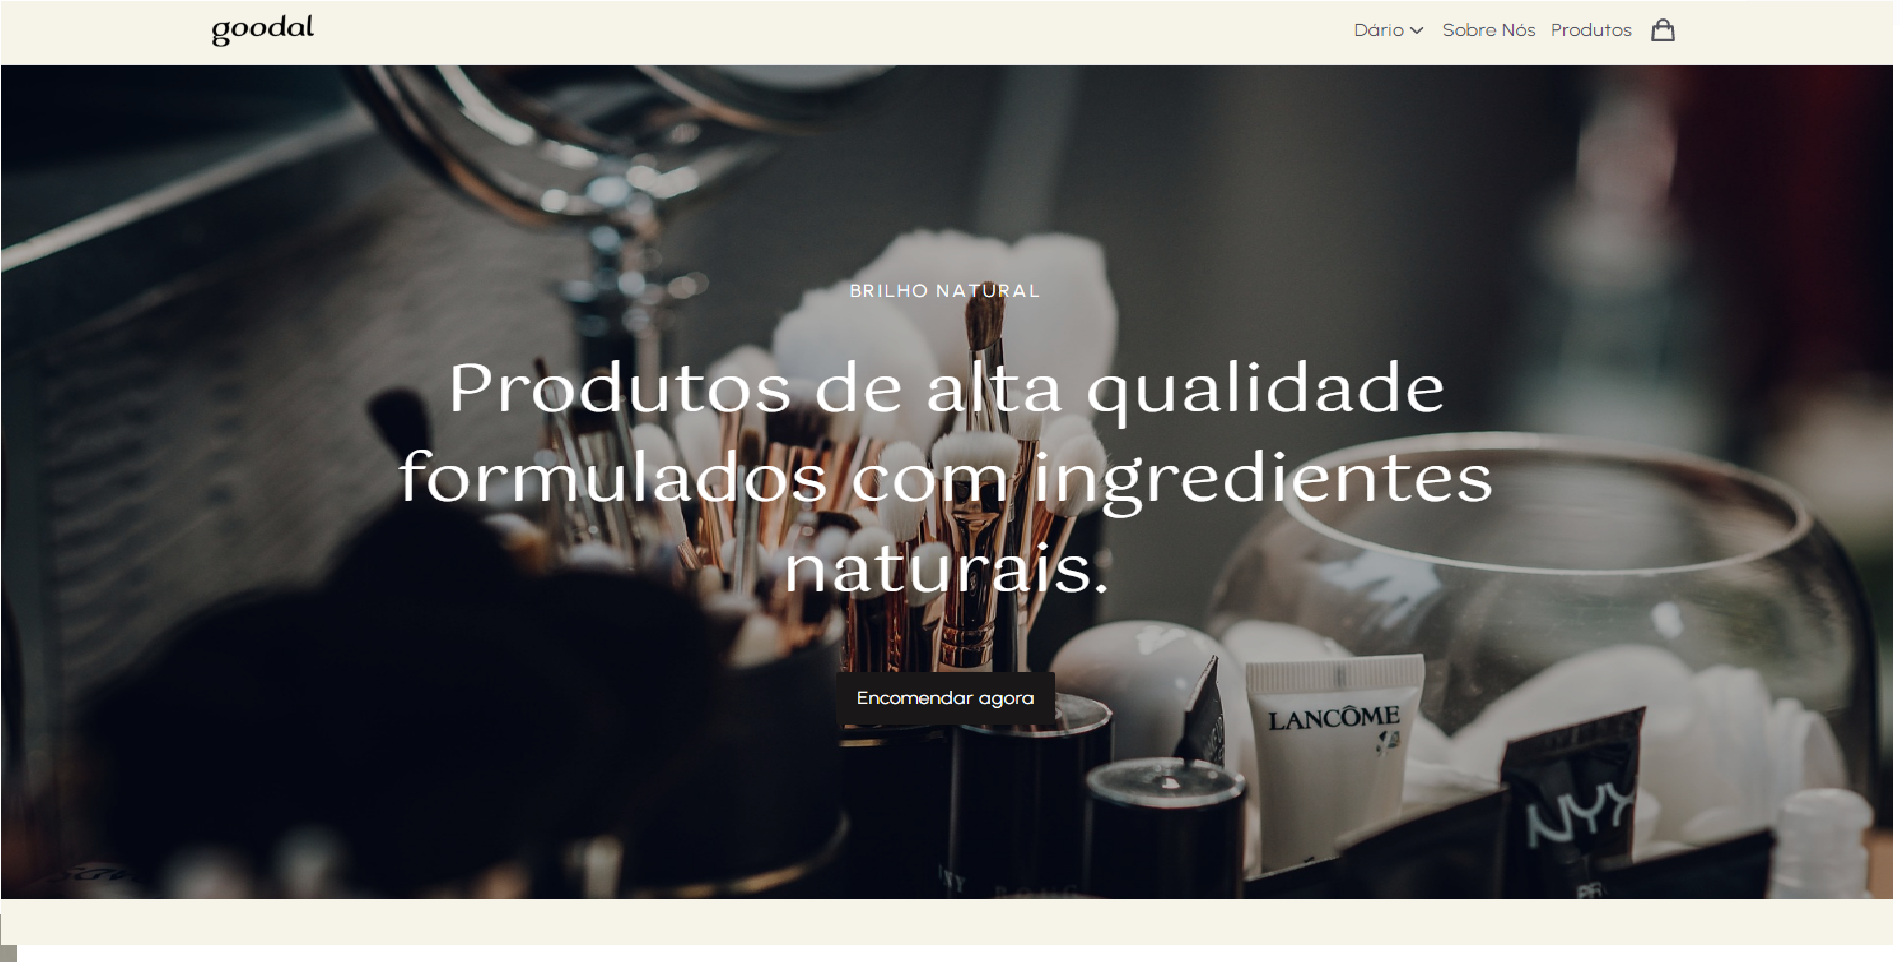 goodal
Dário Sobre Nós Produtos
BRILHO NATURAL
Produtos de alta qualidade
formulados com ingredientes
naturais.
Encomendar agora
LANCÔME
NYX